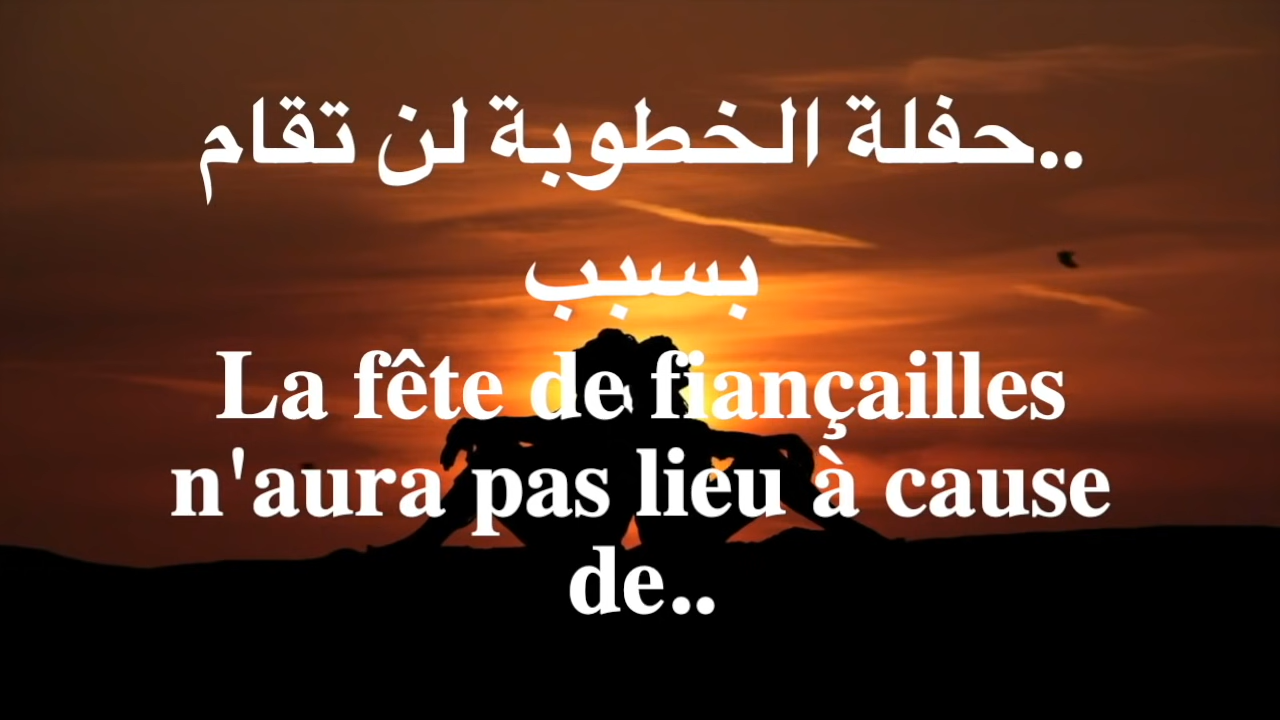 ..حفلة الخطوبة لن تقام
بسبب
La fête de fiançailles
n'aura pas lieu à cause
de..